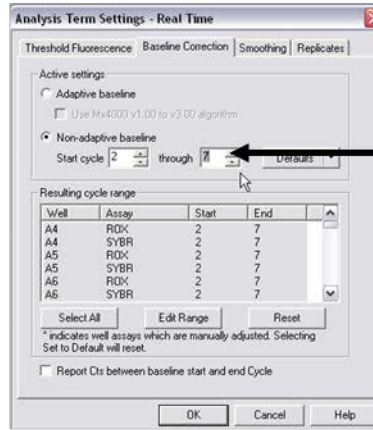 Analysis Term Settings - Real Time
Threshold Fluorescence Baseline Correction Smoothing Replicates
Active settings
Adaptive baseline
Use Mx4000 v1.00 to v3.00 algorithm
Non-adaptive baseline
Start cycle 2 through 7 Defaults
Resulting cycle range
Well Assay Start End
A4 ROX 2 7
A4 SYBR 2 7
A5 ROX 2 7
A5 SYBR 2 7
A6 ROX 2 7
A6 SYBR 2 7
Select All Edit Range Reset
* indicates well assays which are manually adjusted. Selecting
Set to Default will reset.
Report Cts between baseline start and end Cycle
OK Cancel Help